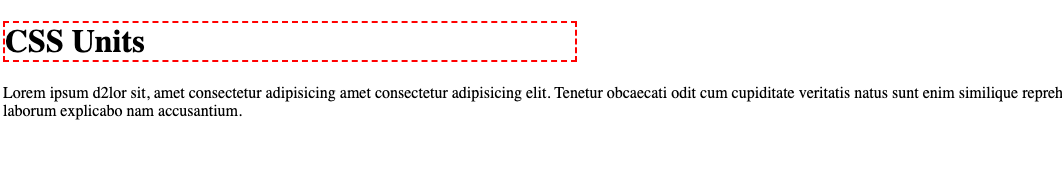 CSS Units
Lorem ipsum d2lor sit, amet consectetur adipisicing amet consectetur adipisicing elit. Tenetur obcaecati odit cum cupiditate veritatis natus sunt enim similique repreh
laborum explicabo nam accusantium.